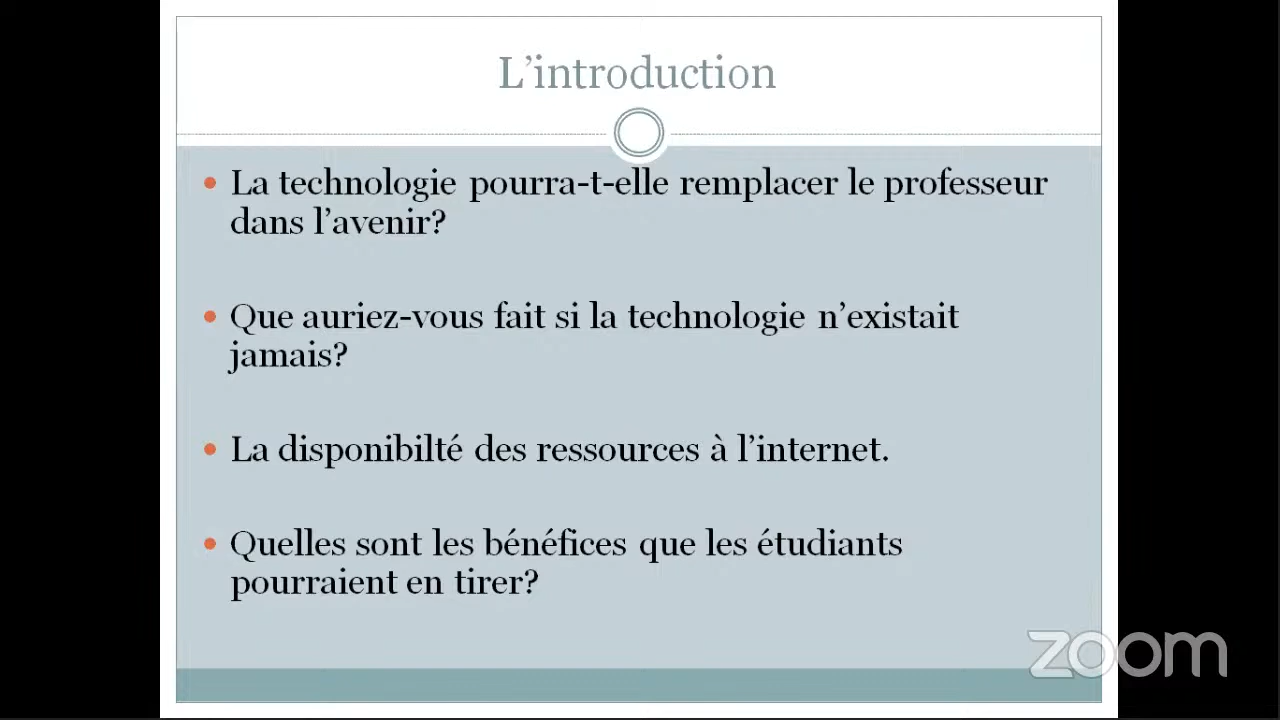 L'introduction
La technologie pourra-t-elle remplacer le professeur
dans l'avenir?
Que auriez-vous fait si la technologie n'existait
jamais?
La disponibilté des ressources à l'internet.
Quelles sont les bénéfices que les étudiants
pourraient en tirer?
zoom